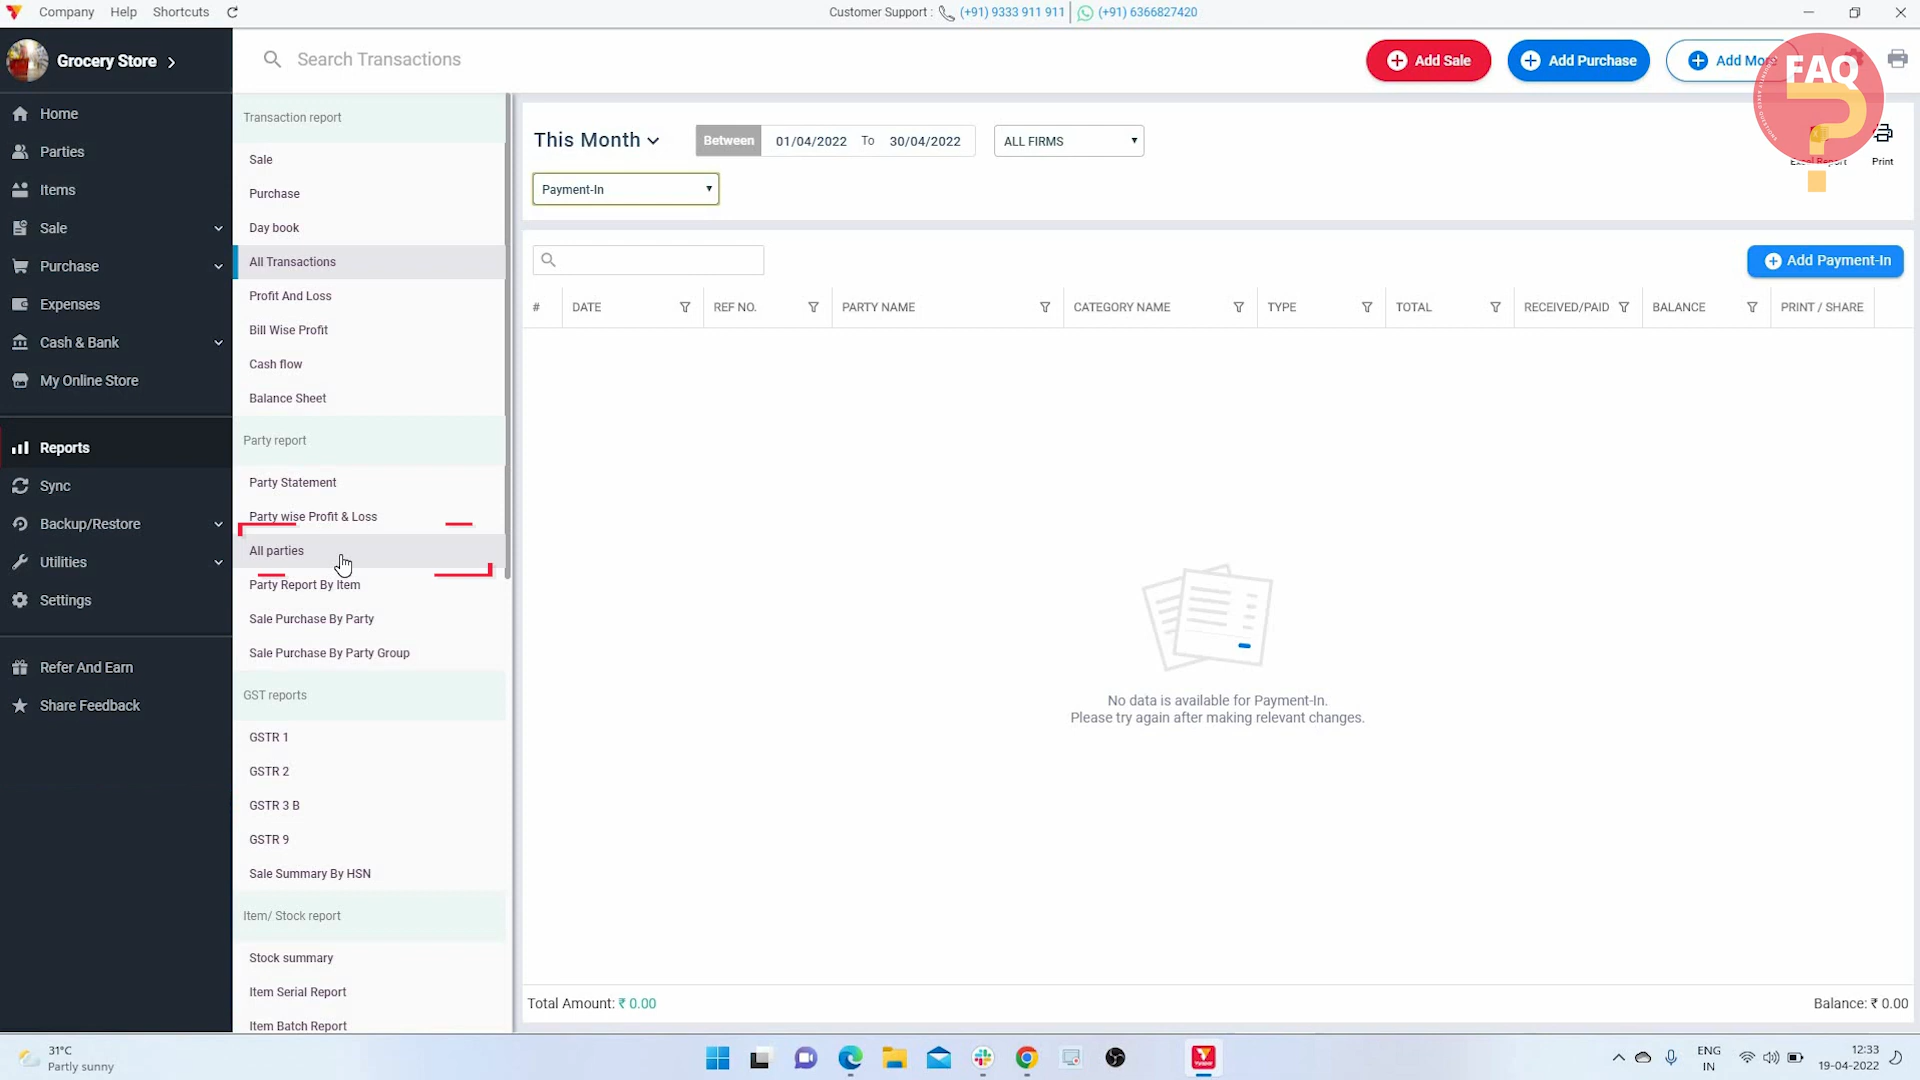 Company Help Shortcuts
Customer Support : (+91) 9333 911 911 (+91) 6366827420
Grocery Store
Search Transactions
Add Sale
Add Purchase
Add More
FAQ
Home
Parties
Items
Sale
Purchase
Expenses
Cash & Bank
My Online Store
Reports
Sync
Backup/Restore
Utilities
Settings
Refer And Earn
Share Feedback
Transaction report
Sale
Purchase
Day book
All Transactions
Profit And Loss
Bill Wise Profit
Cash flow
Balance Sheet
Party report
Party Statement
Party wise Profit & Loss
All parties
Party Report By Item
Sale Purchase By Party
Sale Purchase By Party Group
GST reports
GSTR 1
GSTR 2
GSTR 3 B
GSTR 9
Sale Summary By HSN
Item/ Stock report
Stock summary
Item Serial Report
Item Batch Report
This Month
Between 01/04/2022 To 30/04/2022
ALL FIRMS
Excel Report
Print
Payment-In
Add Payment-In
# DATE REF NO. PARTY NAME CATEGORY NAME TYPE TOTAL RECEIVED/PAID BALANCE PRINT / SHARE
No data is available for Payment-In.
Please try again after making relevant changes.
Total Amount: ₹ 0.00
Balance: ₹ 0.00
31°C
Partly sunny
ENG
IN
12:33
19-04-2022